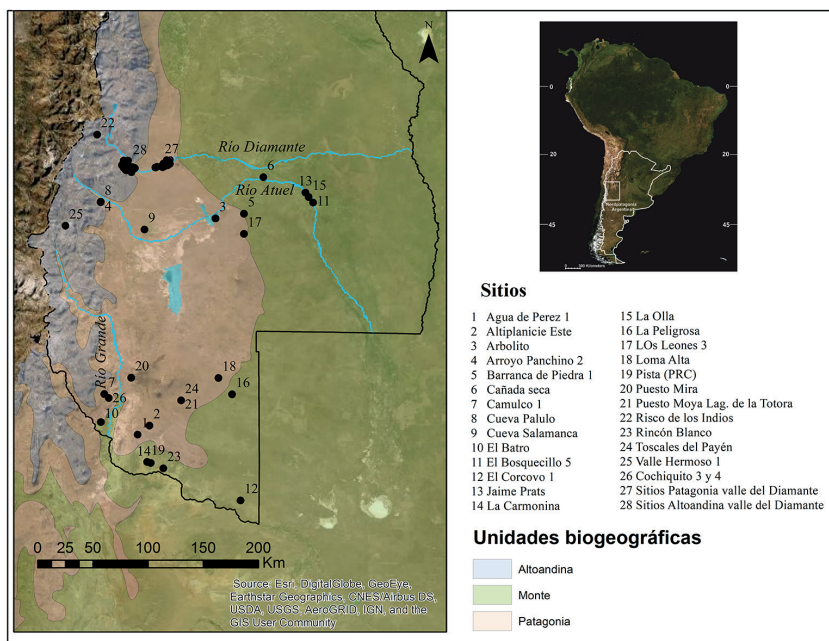 N
22
28
27
Río Diamante
6
Río Atuel
13
15
11
8
4
25
9
3
5
17
Río Grande
20
18
7
26
24
21
16
10
1
2
14
19
23
12
0 25 50 100 150 200
Km
Source: Esri, DigitalGlobe, GeoEye,
Earthstar Geographics, CNES/Airbus DS,
USDA, USGS, AeroGRID, IGN, and the
GIS User Community
0
0
20
20
45
45
Argentina
Sitios
1 Agua de Perez 1
2 Altiplanicie Este
3 Arbolito
4 Arroyo Panchino 2
5 Barranca de Piedra 1
6 Cañada seca
7 Camulco 1
8 Cueva Palulo
9 Cueva Salamanca
10 El Batro
11 El Bosquecillo 5
12 El Corcovo 1
13 Jaime Prats
14 La Carmonina
15 La Olla
16 La Peligrosa
17 LOs Leones 3
18 Loma Alta
19 Pista (PRC)
20 Puesto Mira
21 Puesto Moya Lag. de la Totora
22 Risco de los Indios
23 Rincón Blanco
24 Toscales del Payén
25 Valle Hermoso 1
26 Cochiquito 3 y 4
27 Sitios Patagonia valle del Diamante
28 Sitios Altoandina valle del Diamante
Unidades biogeográficas
Altoandina
Monte
Patagonia